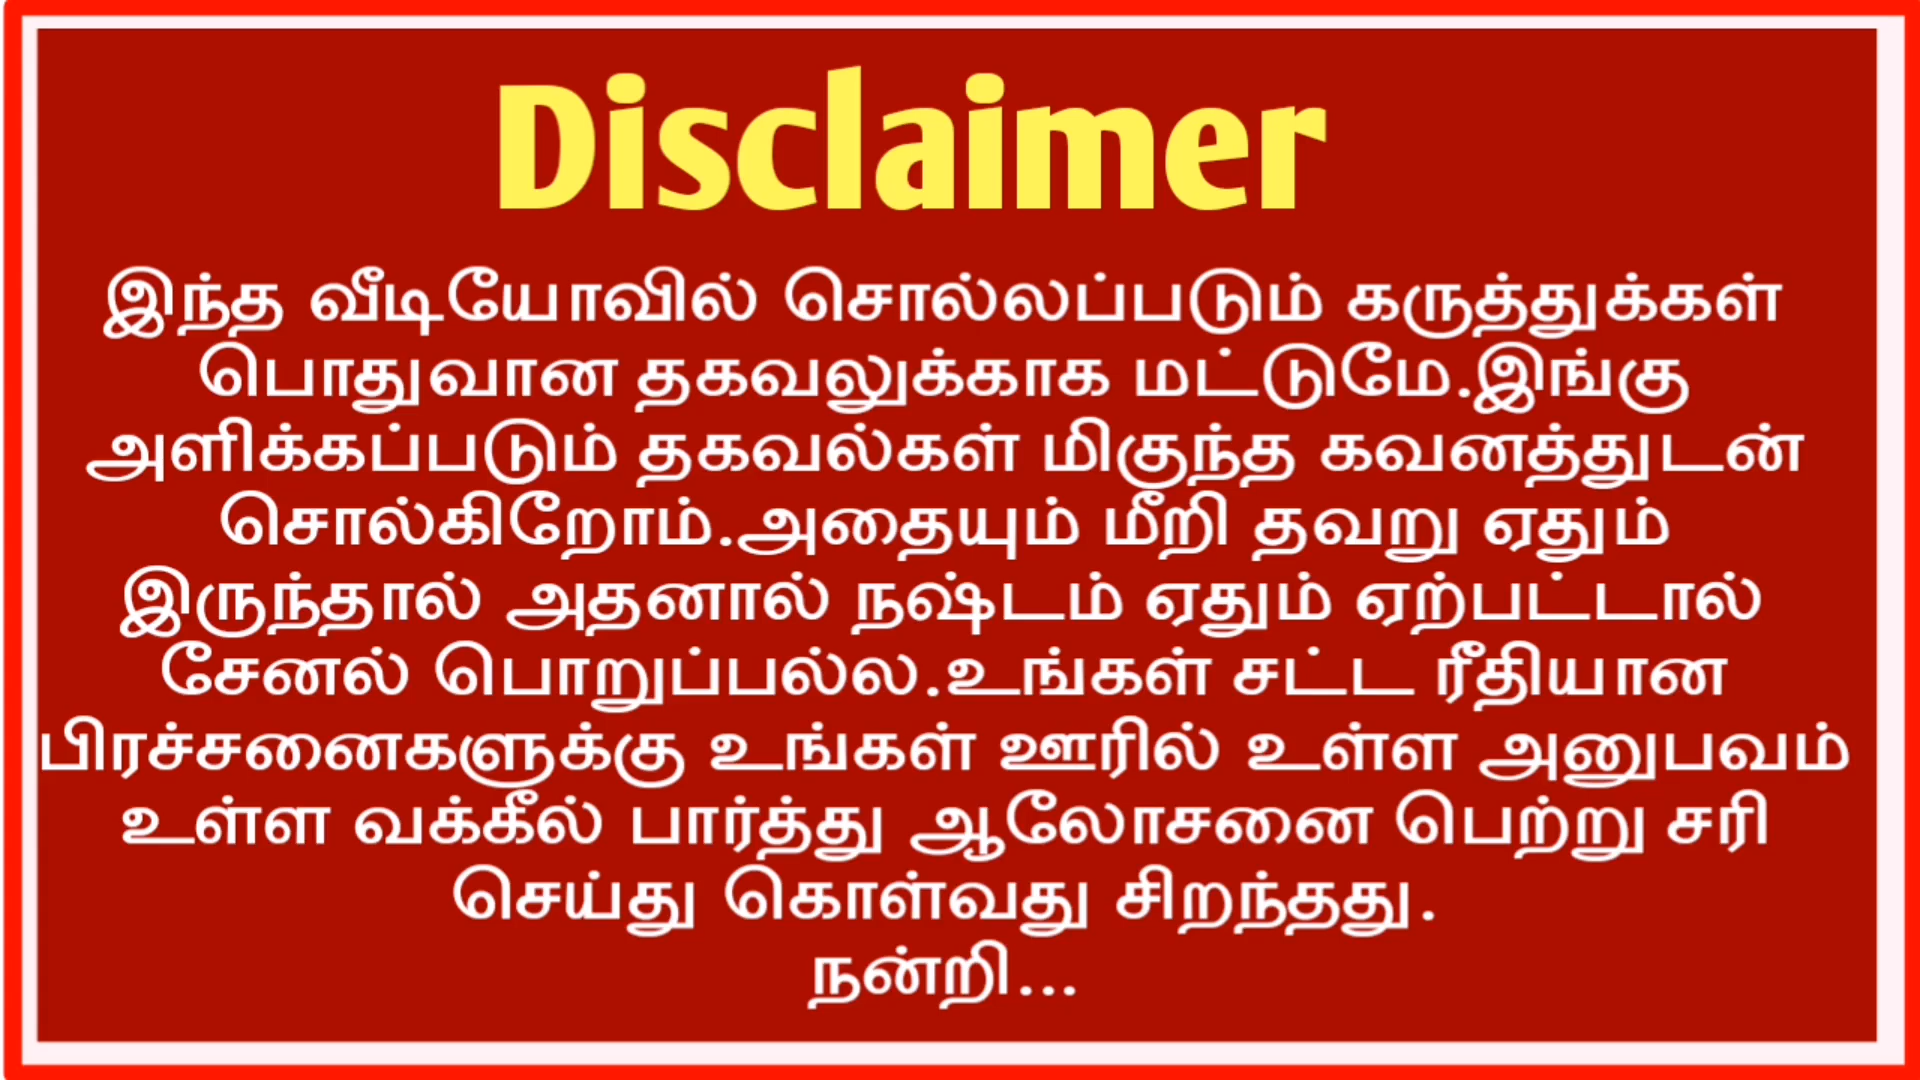 Disclaimer
இந்த வீடியோவில் சொல்லப்படும் கருத்துக்கள்
பொதுவான தகவலுக்காக மட்டுமே.இங்கு
அளிக்கப்படும் தகவல்கள் மிகுந்த கவனத்துடன்
சொல்கிறோம்.அதையும் மீறி தவறு ஏதும்
இருந்தால் அதனால் நஷ்டம் ஏதும் ஏற்பட்டால்
சேனல் பொறுப்பல்ல.உங்கள் சட்ட ரீதியான
பிரச்சனைகளுக்கு உங்கள் ஊரில் உள்ள அனுபவம்
உள்ள வக்கீல் பார்த்து ஆலோசனை பெற்று சரி
செய்து கொள்வது சிறந்தது.
நன்றி...